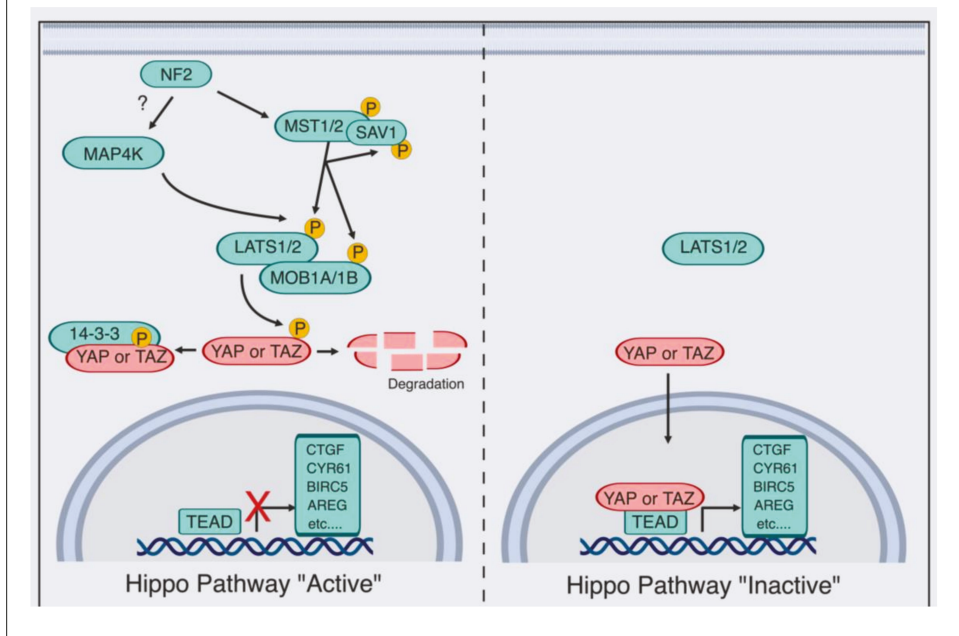 NF2
?
P
MST1/2
SAV1
P
MAP4K
P
LATS1/2
P
MOB1A/1B
P
14-3-3
P
YAP or TAZ
YAP or TAZ
Degradation
CTGF
CYR61
BIRC5
AREG
etc....
TEAD
Hippo Pathway "Active"
LATS1/2
YAP or TAZ
CTGF
CYR61
BIRC5
AREG
etc....
YAP or TAZ
TEAD
Hippo Pathway "Inactive"